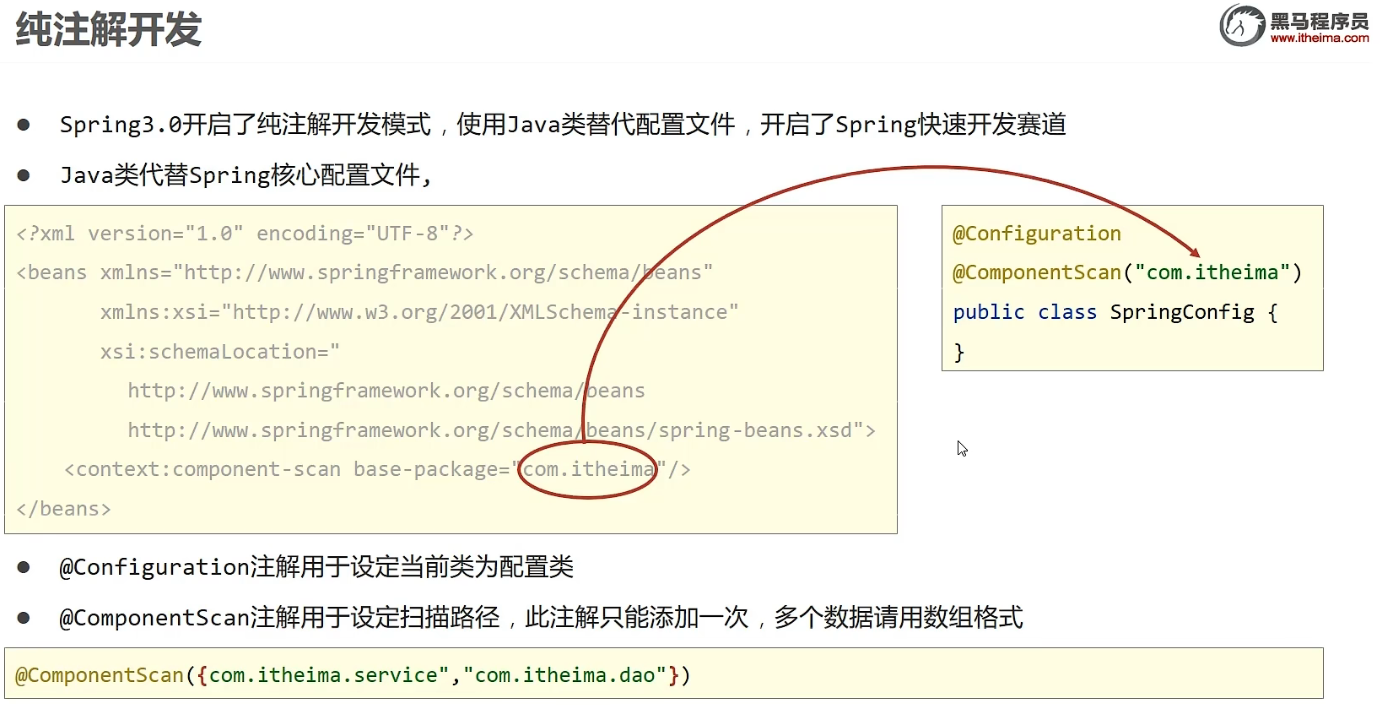 纯注解开发
黑马程序员
www.itheima.com
● Spring3.0开启了纯注解开发模式，使用Java类替代配置文件，开启了Spring快速开发赛道
● Java类代替Spring核心配置文件,
<?xml version="1.0" encoding="UTF-8"?>
<beans xmlns="http://www.springframework.org/schema/beans"
xmlns:xsi="http://www.w3.org/2001/XMLSchema-instance"
xsi:schemaLocation="
http://www.springframework.org/schema/beans
http://www.springframework.org/schema/beans/spring-beans.xsd">
<context:component-scan base-package="com.itheima"/>
</beans>
@Configuration
@ComponentScan("com.itheima")
public class SpringConfig {
}
● @Configuration注解用于设定当前类为配置类
● @ComponentScan注解用于设定扫描路径，此注解只能添加一次，多个数据请用数组格式
@ComponentScan({com.itheima.service","com.itheima.dao"})